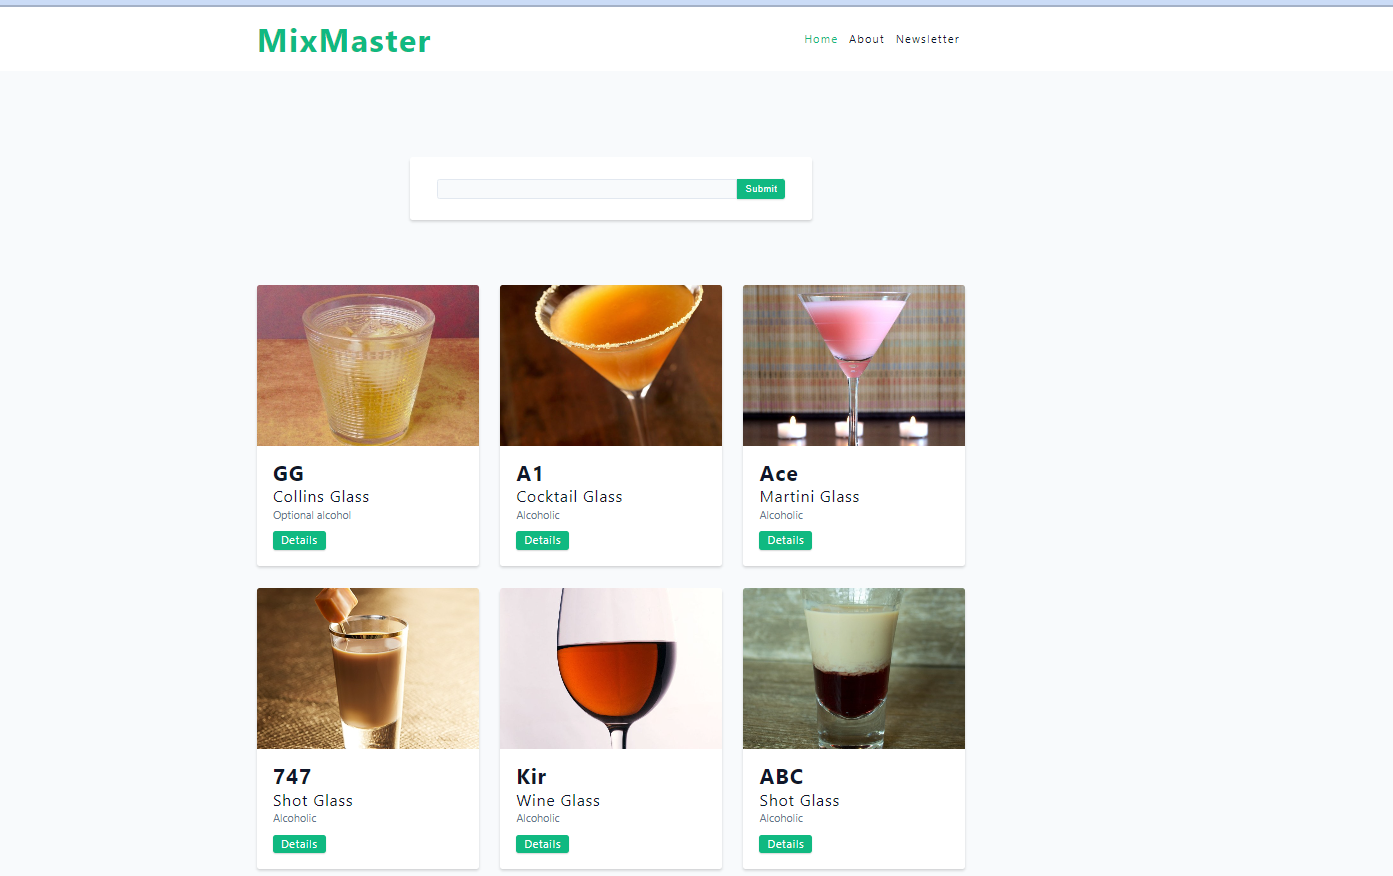 MixMaster
Home About Newsletter
Submit
GG
Collins Glass
Optional alcohol
Details
A1
Cocktail Glass
Alcoholic
Details
Ace
Martini Glass
Alcoholic
Details
747
Shot Glass
Alcoholic
Details
Kir
Wine Glass
Alcoholic
Details
ABC
Shot Glass
Alcoholic
Details